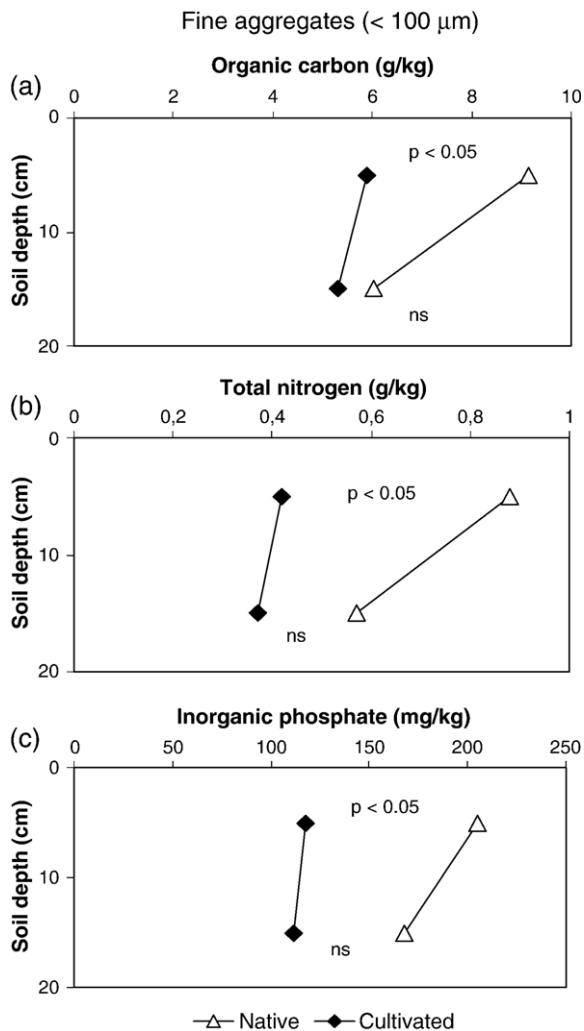 Fine aggregates (< 100 µm)
(a)
Organic carbon (g/kg)
0 2 4 6 8 10
Soil depth (cm)
0
10
20
p < 0.05
ns
(b)
Total nitrogen (g/kg)
0 0,2 0,4 0,6 0,8 1
Soil depth (cm)
0
10
20
p < 0.05
ns
(c)
Inorganic phosphate (mg/kg)
0 50 100 150 200 250
Soil depth (cm)
0
10
20
p < 0.05
ns
Native Cultivated